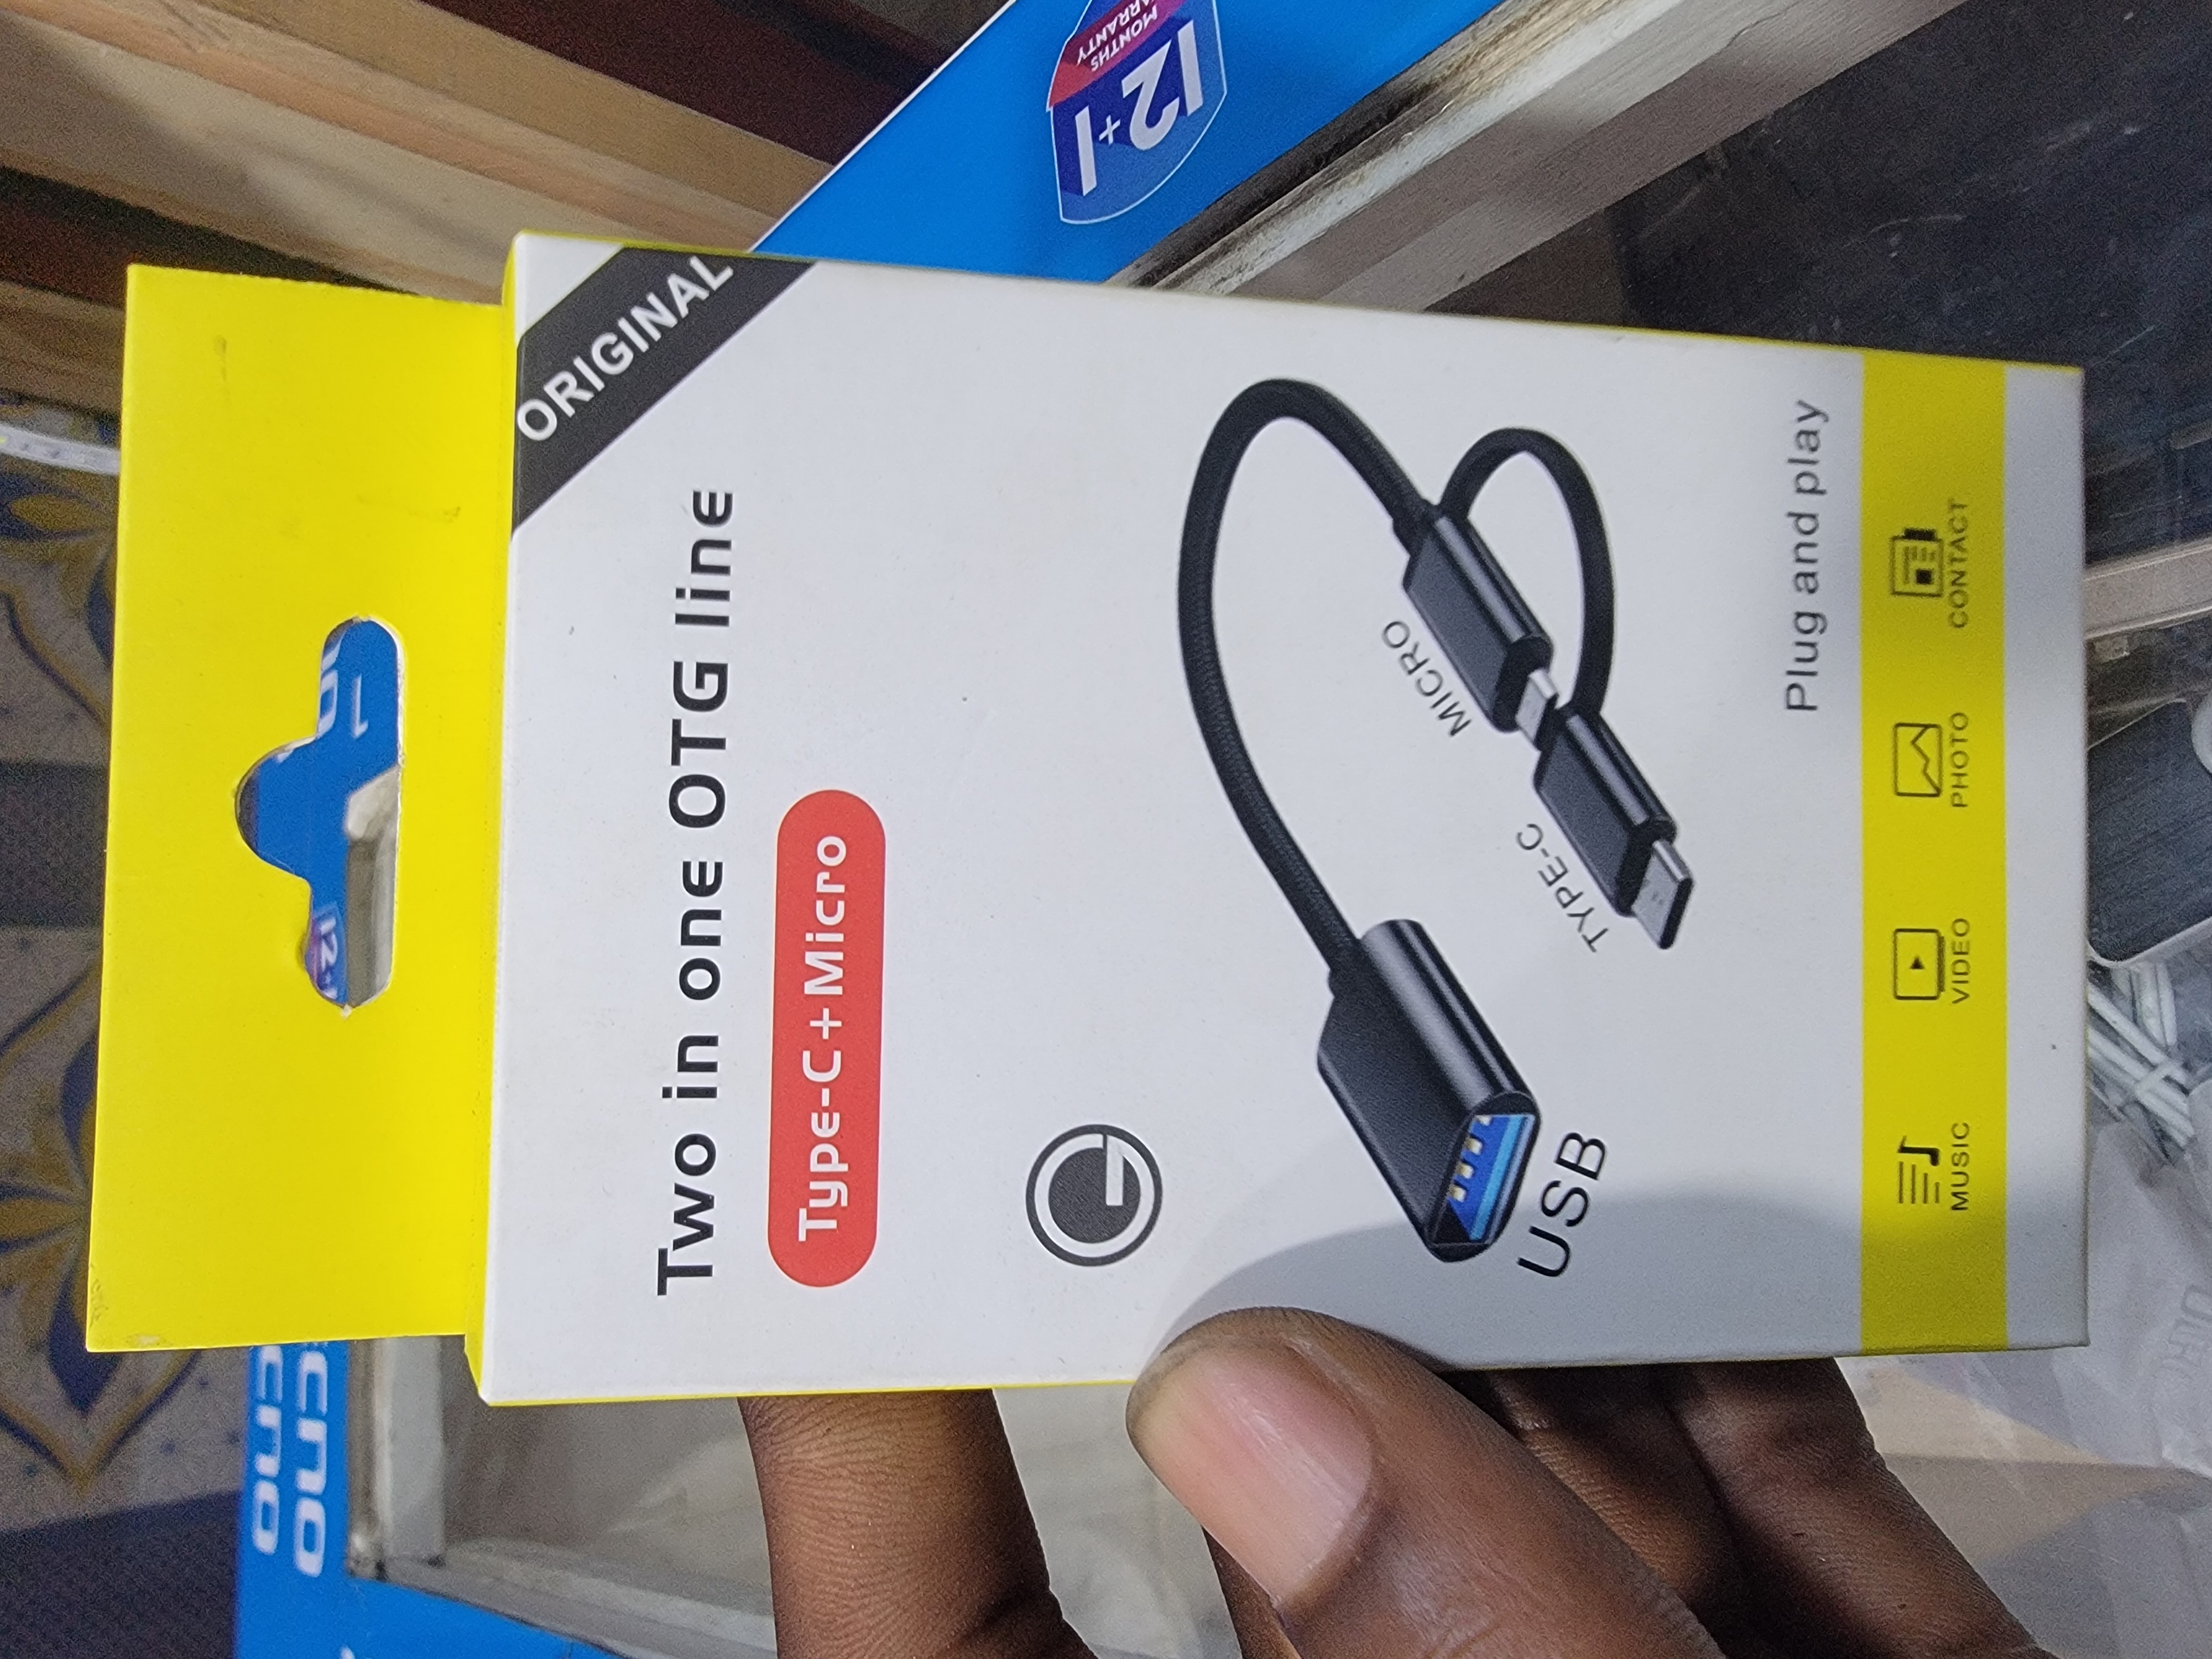 ORIGINAL
Two in one OTG line
Type-C+Micro
MICRO
TYPE-C
USB
Plug and play
MUSIC
VIDEO
PHOTO
CONTACT
12+1
MONTHS